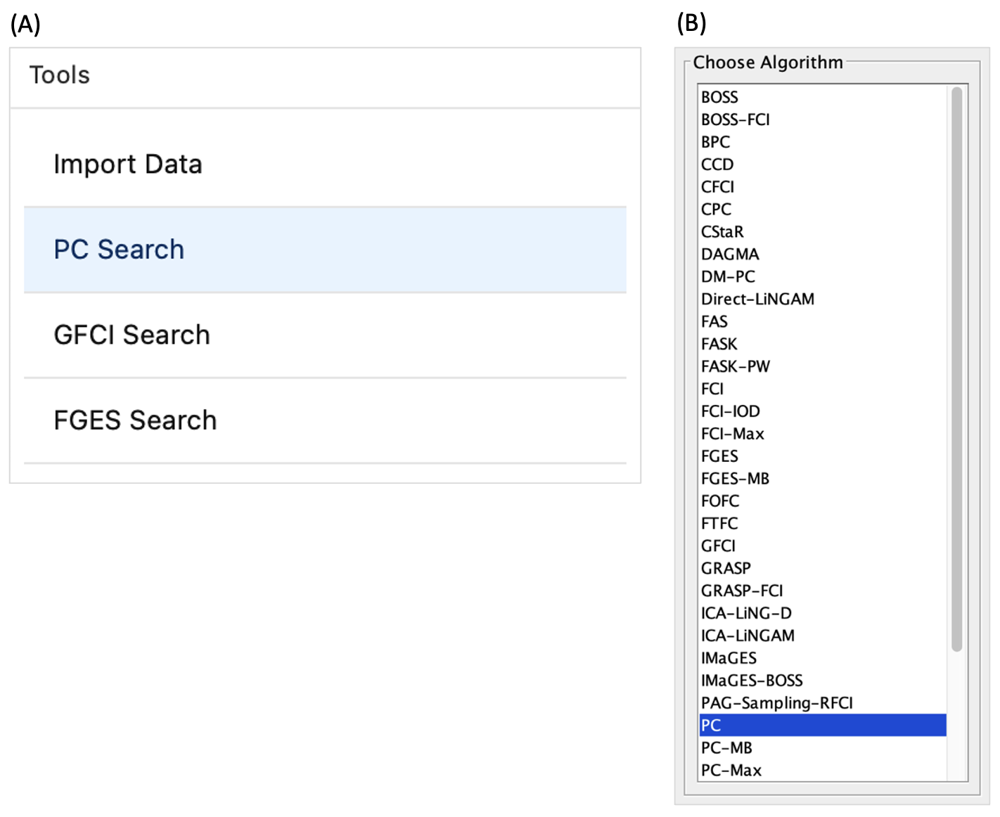 (A)
Tools
Import Data
PC Search
GFCI Search
FGES Search
(B)
Choose Algorithm
BOSS
BOSS-FCI
BPC
CCD
CFCI
CPC
CStaR
DAGMA
DM-PC
Direct-LiNGAM
FAS
FASK
FASK-PW
FCI
FCI-IOD
FCI-Max
FGES
FGES-MB
FOFC
FTFC
GFCI
GRASP
GRASP-FCI
ICA-LiNG-D
ICA-LiNGAM
IMaGES
IMaGES-BOSS
PAG-Sampling-RFCI
PC
PC-MB
PC-Max